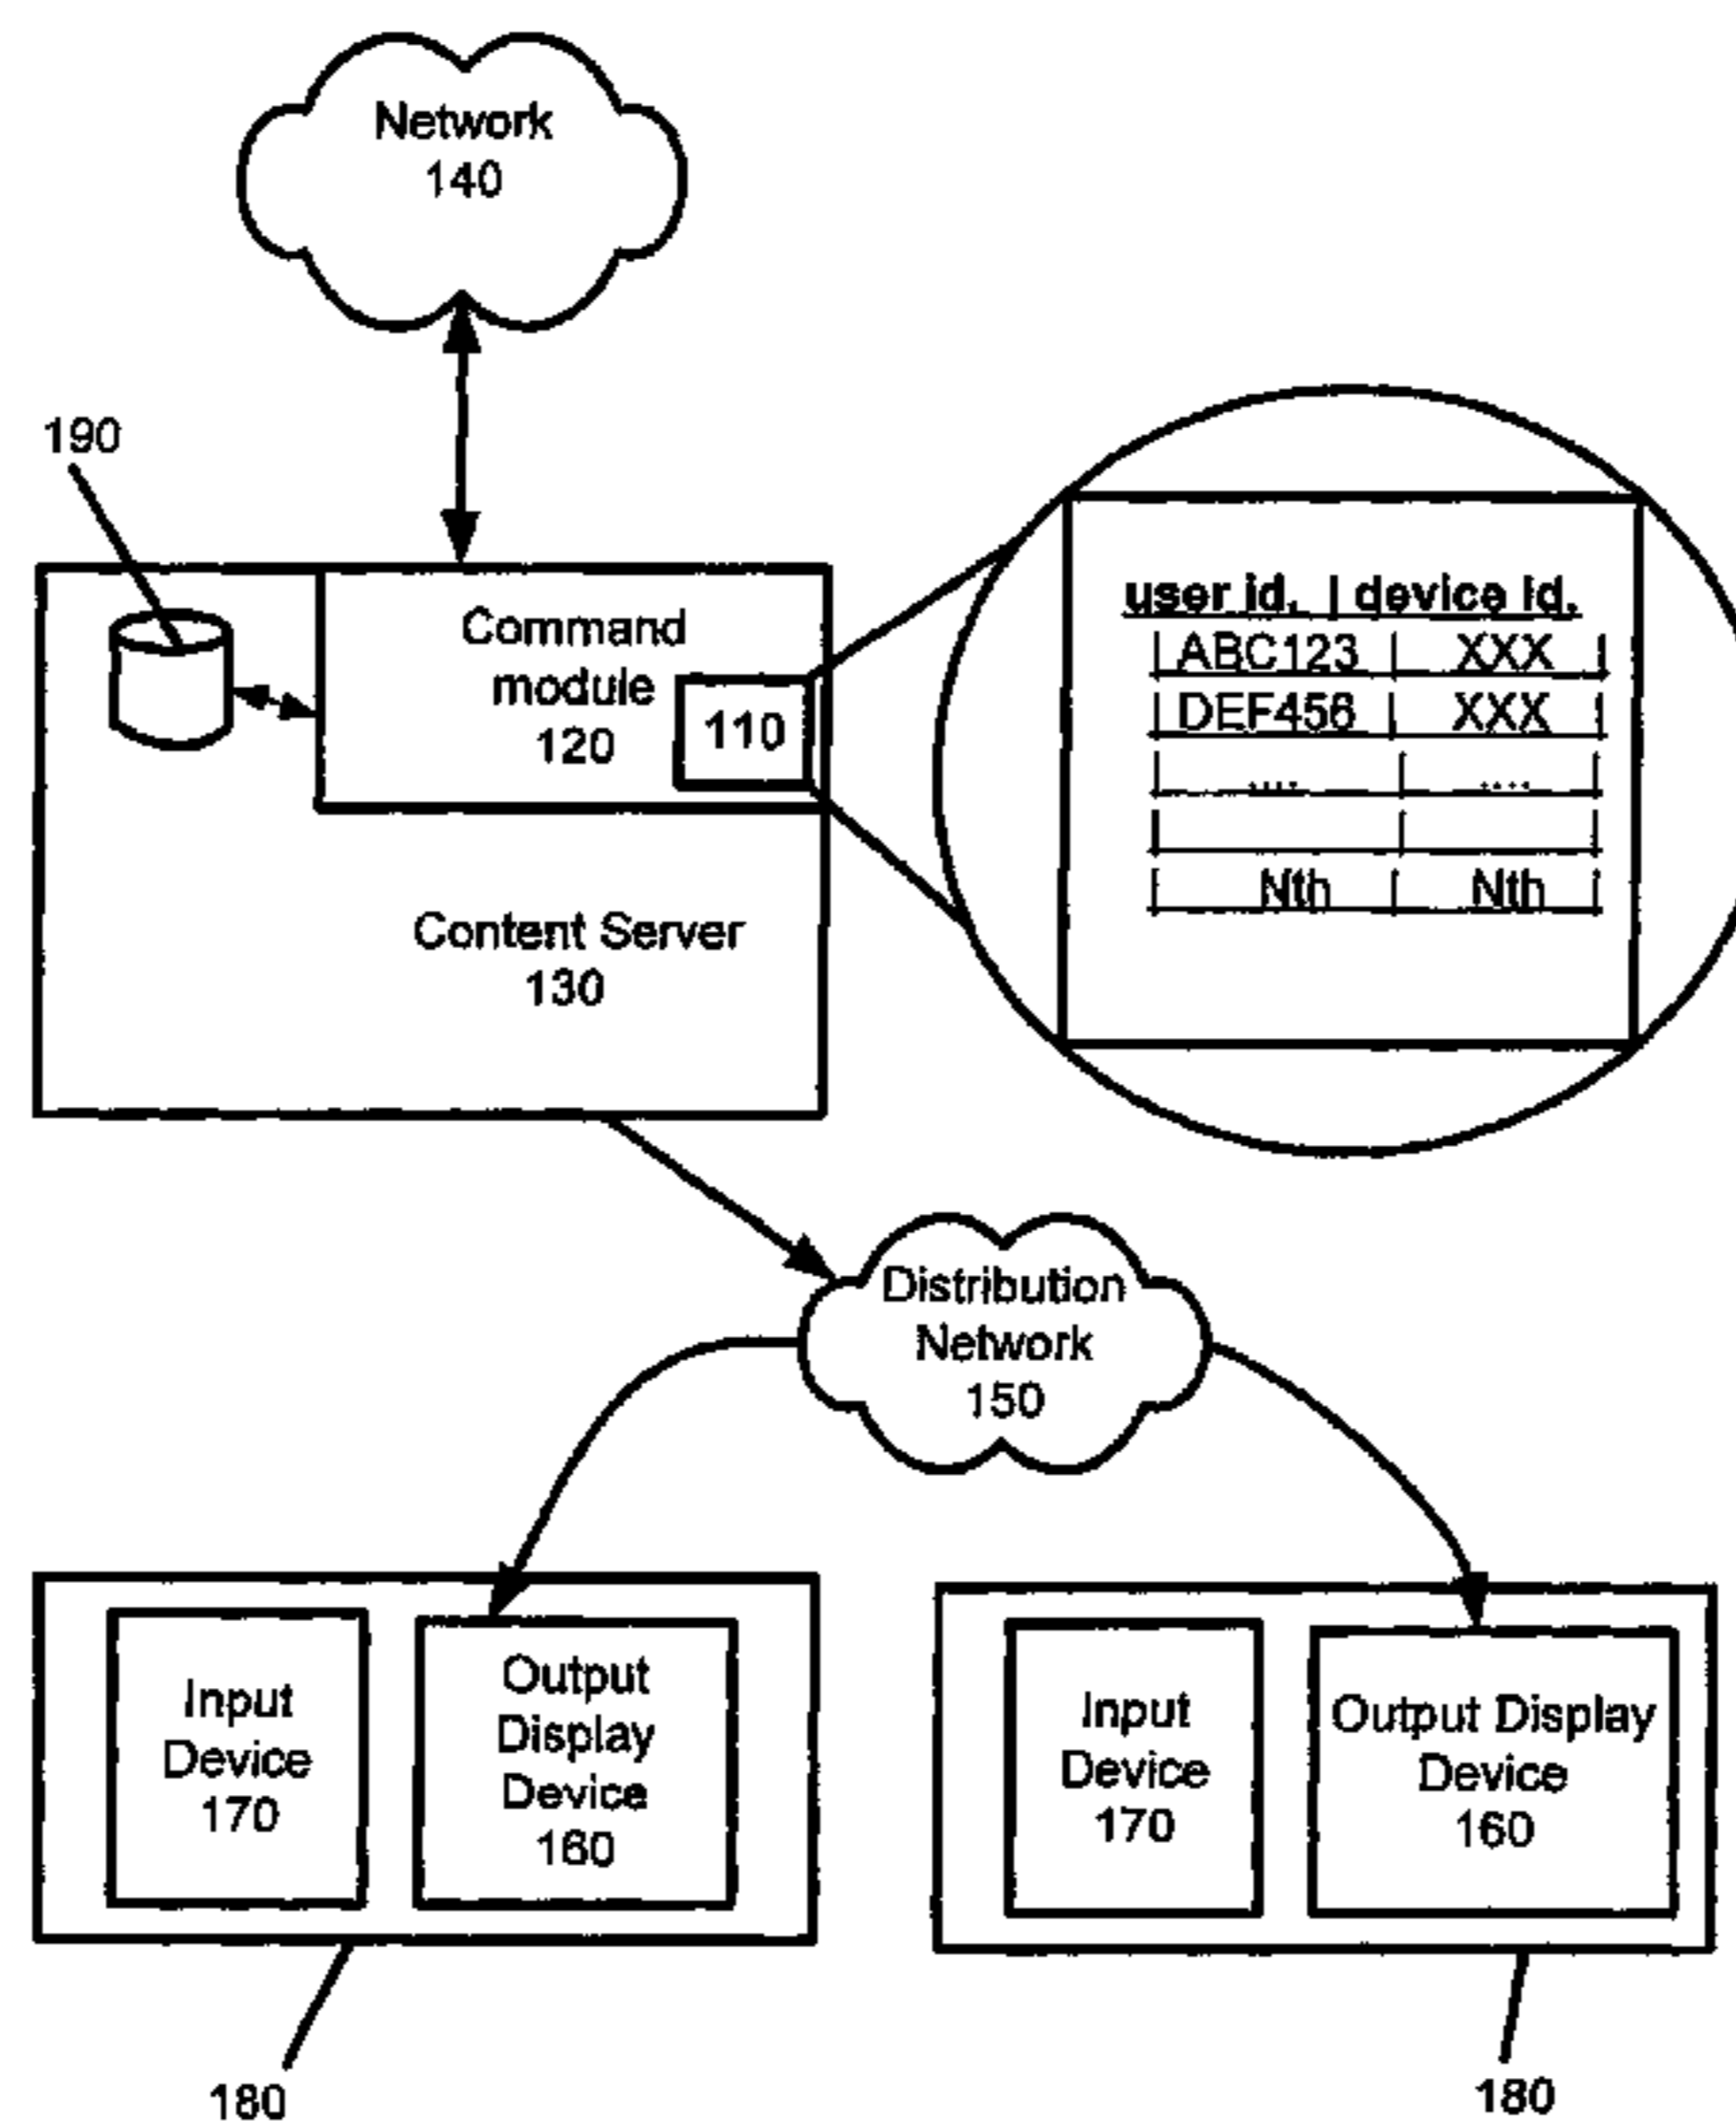 Network
140
190
Command
module
120
110
user id. | device id.
ABC123 | XXX
DEF456 | XXX
.... | ....
Nth | Nth
Content Server
130
Distribution
Network
150
Input
Device
170
Output
Display
Device
160
Input
Device
170
Output Display
Device
160
180
180